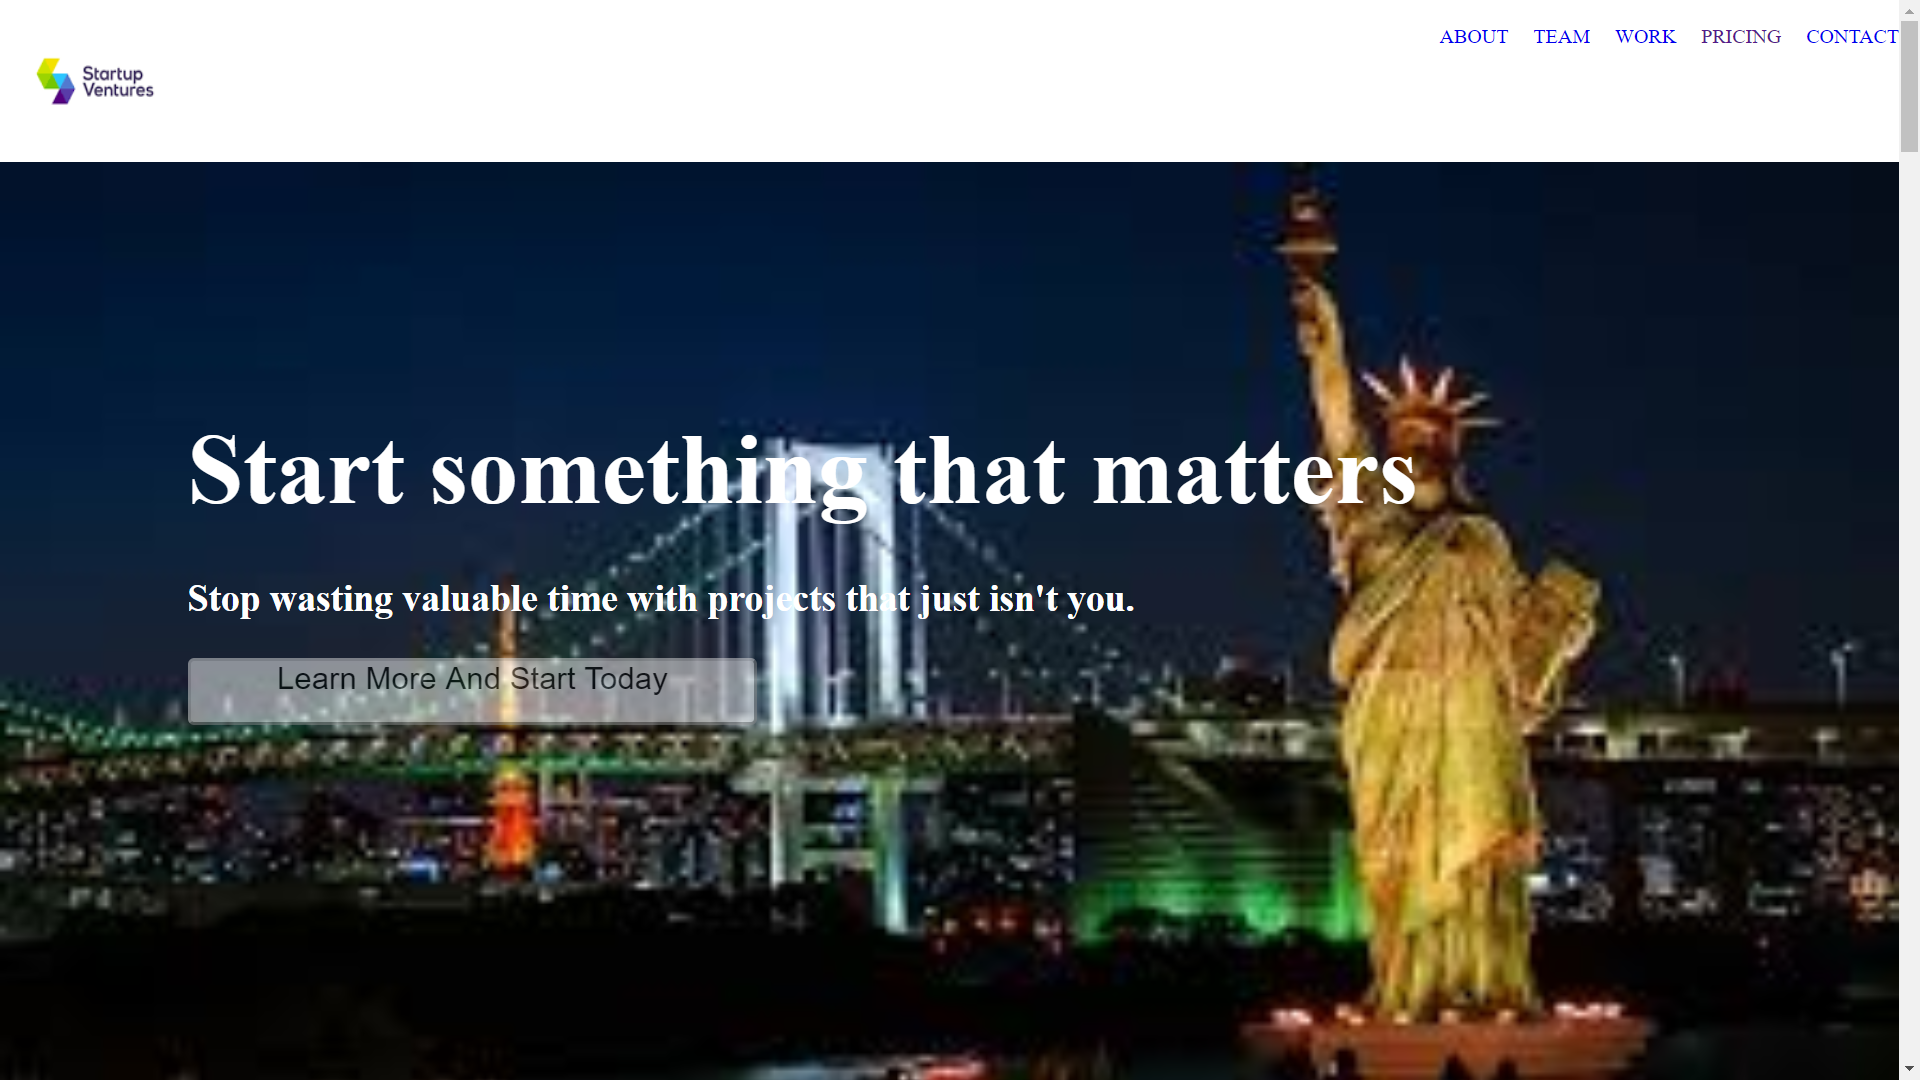 ABOUT TEAM WORK PRICING CONTACT
Startup
Ventures
Start something that matters
Stop wasting valuable time with projects that just isn't you.
Learn More And Start Today